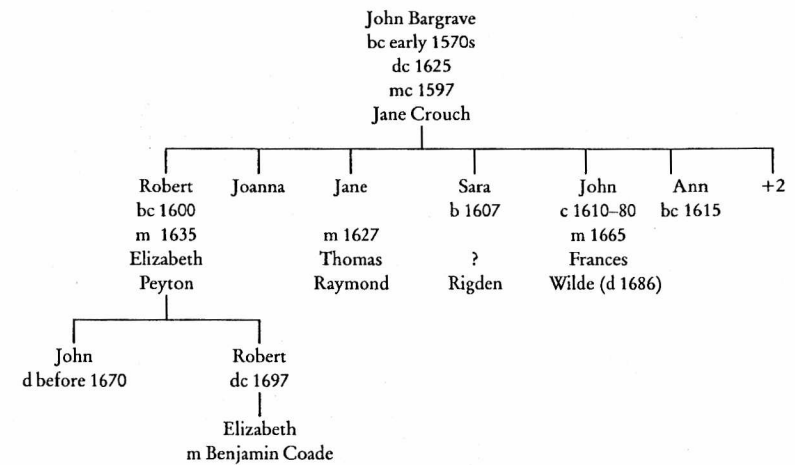 John Bargrave
bc early 1570s
dc 1625
mc 1597
Jane Crouch
Robert Joanna Jane Sara John Ann +2
bc 1600 b 1607 c 1610–80 bc 1615
m 1635 m 1627 m 1665
Elizabeth Thomas ? Frances
Peyton Raymond Rigden Wilde (d 1686)
John Robert
d before 1670 dc 1697
Elizabeth
m Benjamin Coade